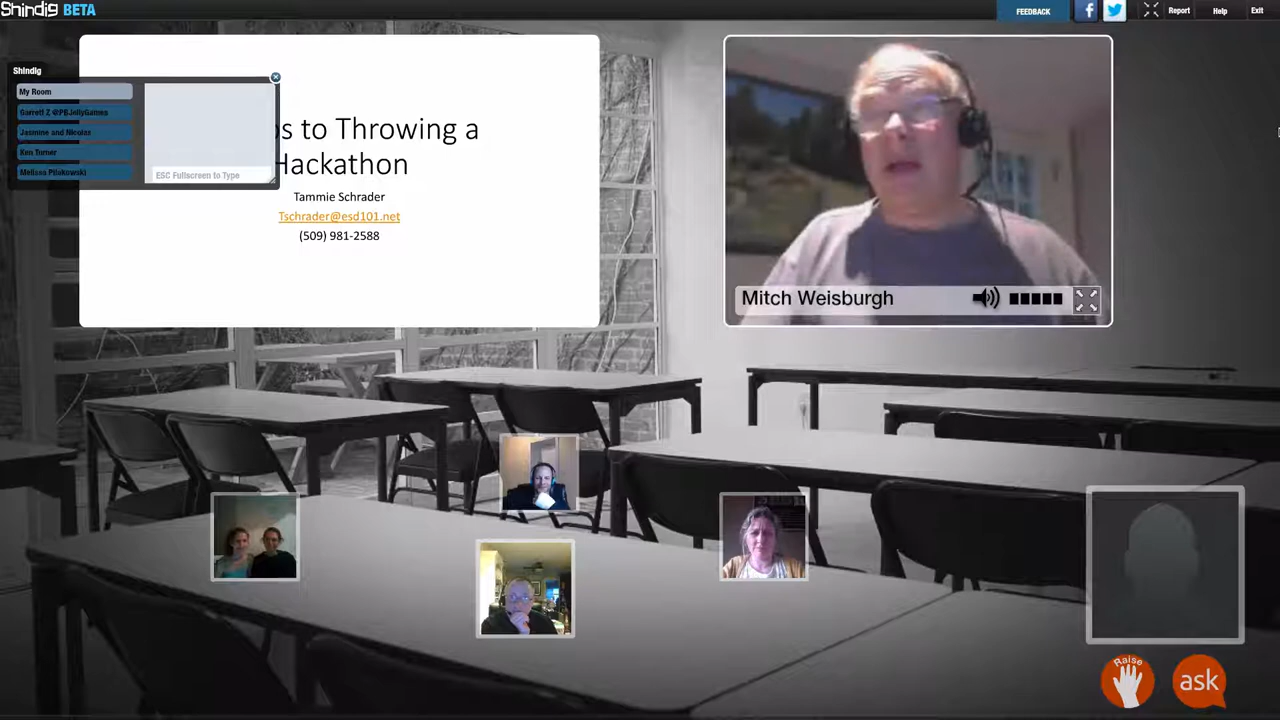 Shindig BETA
FEEDBACK
Report
Help
Exit
Shindig
My Room
Garrett Z @PBJellyGames
Jasmine and Nicolas
Ken Turner
Melissa Pilakowski
ESC Fullscreen to Type
ps to Throwing a
Hackathon
Tammie Schrader
Tschrader@esd101.net
(509) 981-2588
Mitch Weisburgh
Raise
ask